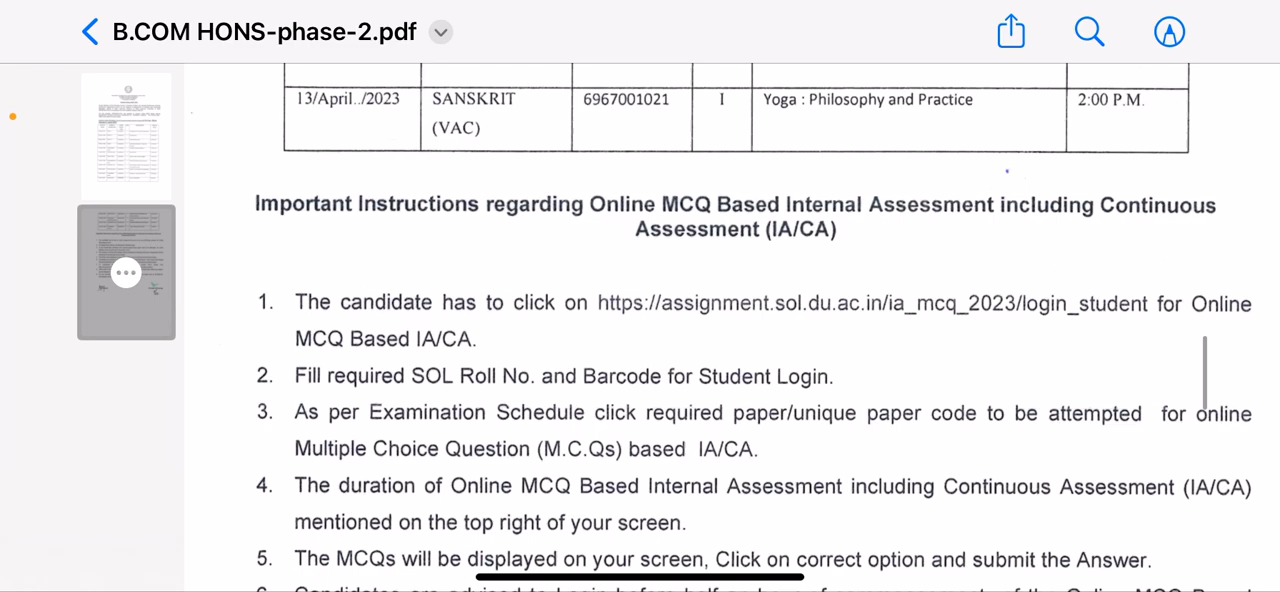 B.COM HONS-phase-2.pdf
13/April../2023 SANSKRIT 6967001021 I Yoga : Philosophy and Practice 2:00 P.M.
(VAC)
Important Instructions regarding Online MCQ Based Internal Assessment including Continuous
Assessment (IA/CA)
1. The candidate has to click on https://assignment.sol.du.ac.in/ia_mcq_2023/login_student for Online
MCQ Based IA/CA.
2. Fill required SOL Roll No. and Barcode for Student Login.
3. As per Examination Schedule click required paper/unique paper code to be attempted for online
Multiple Choice Question (M.C.Qs) based IA/CA.
4. The duration of Online MCQ Based Internal Assessment including Continuous Assessment (IA/CA)
mentioned on the top right of your screen.
5. The MCQs will be displayed on your screen, Click on correct option and submit the Answer.